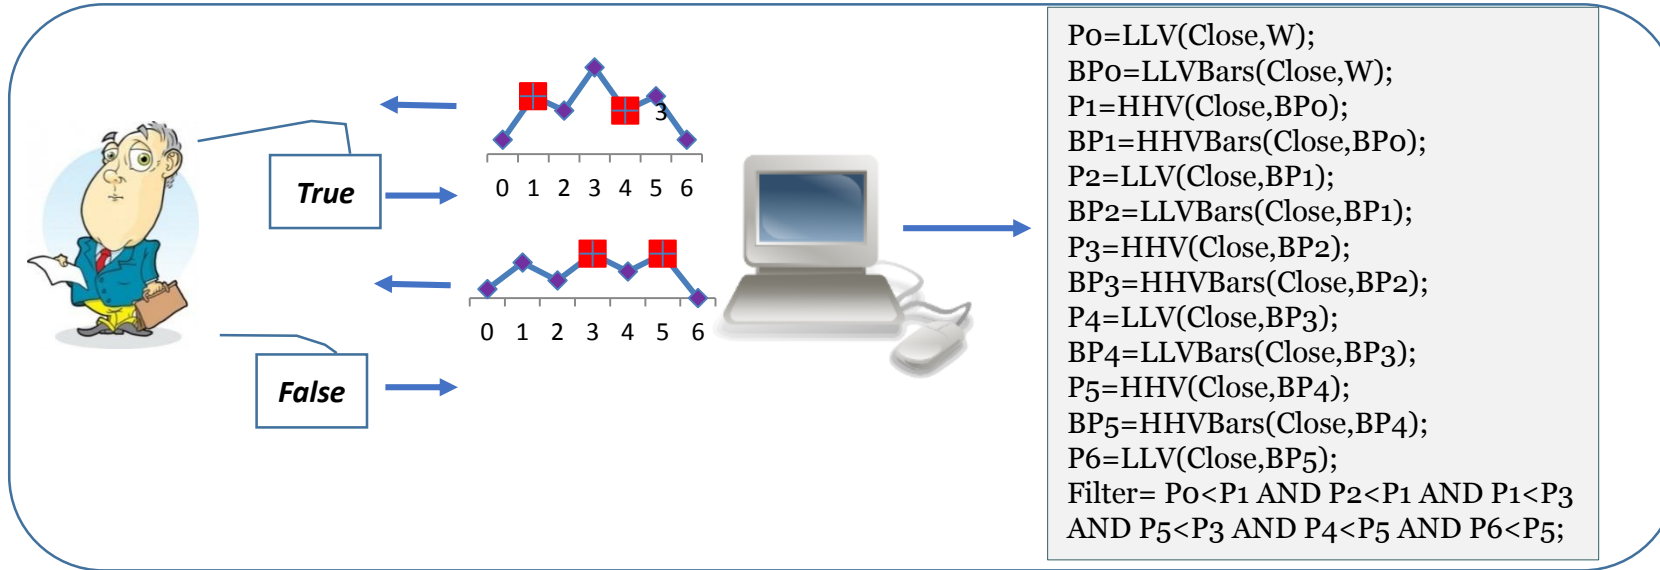 True
3
0 1 2 3 4 5 6
0 1 2 3 4 5 6
False
P0=LLV(Close,W);
BP0=LLVBars(Close,W);
P1=HHV(Close,BP0);
BP1=HHVBars(Close,BP0);
P2=LLV(Close,BP1);
BP2=LLVBars(Close,BP1);
P3=HHV(Close,BP2);
BP3=HHVBars(Close,BP2);
P4=LLV(Close,BP3);
BP4=LLVBars(Close,BP3);
P5=HHV(Close,BP4);
BP5=HHVBars(Close,BP4);
P6=LLV(Close,BP5);
Filter= P0<P1 AND P2<P1 AND P1<P3
AND P5<P3 AND P4<P5 AND P6<P5;